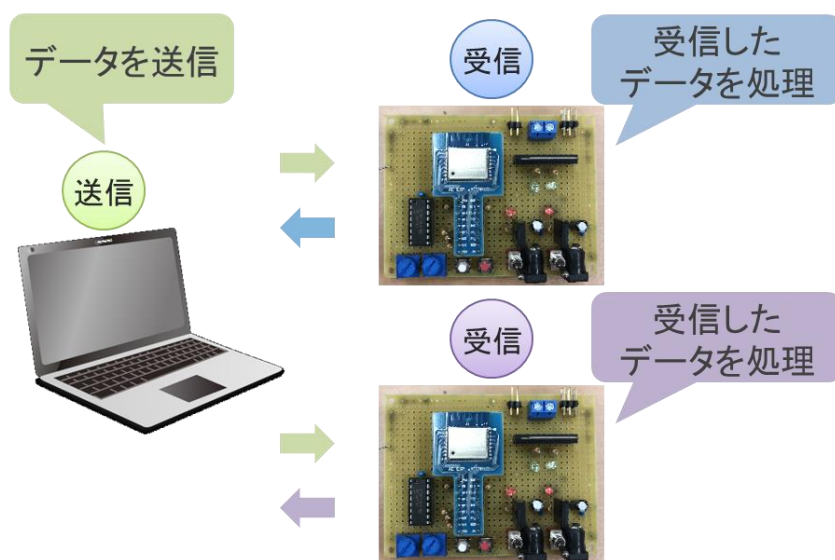 データを送信
送信
受信
受信した
データを処理
受信
受信した
データを処理